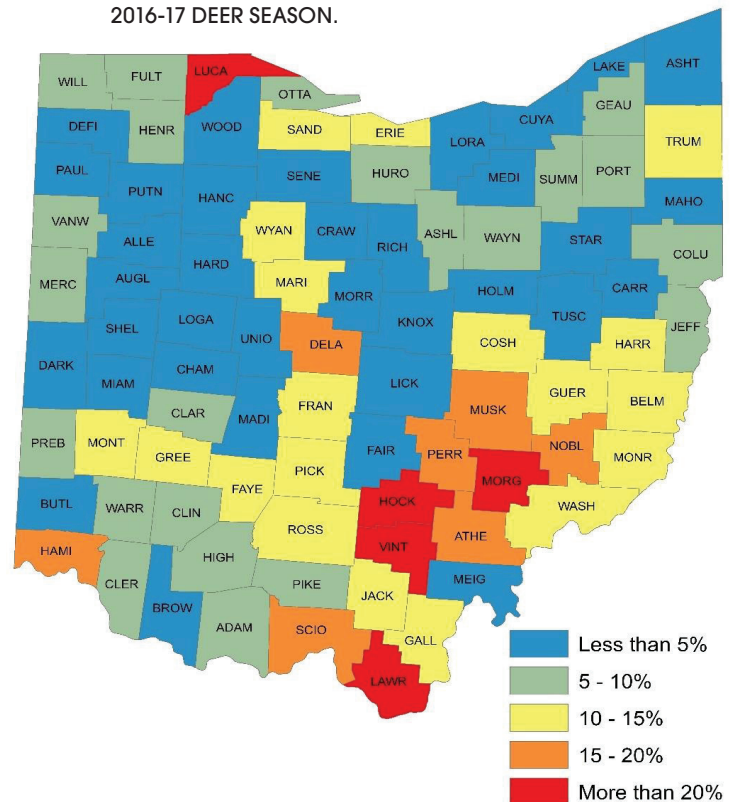 2016-17 DEER SEASON.
WILL FULT LUCA OTTA LAKE ASHT
DEFI HENR WOOD SAND ERIE LORA CUYA GEAU TRUM
PAUL PUTN HANC SENE HURO MEDI SUMM PORT MAHO
VANW ALLE WYAN CRAW RICH ASHL WAYN STAR COLU
MERC AUGL HARD MARI MORR HOLM TUSC CARR JEFF
DARK SHEL LOGA UNIO DELA KNOX COSH HARR
MIAM CHAM LICK MUSK GUER BELM
PREB MONT CLAR MADI FRAN FAIR PERR NOBL MONR
GREE FAYE PICK HOCK MORG WASH
BUTL WARR CLIN ROSS VINT ATHE
HAMI CLER HIGH PIKE JACK MEIG
BROW ADAM SCIO GALL
LAWR
Less than 5%
5 - 10%
10 - 15%
15 - 20%
More than 20%